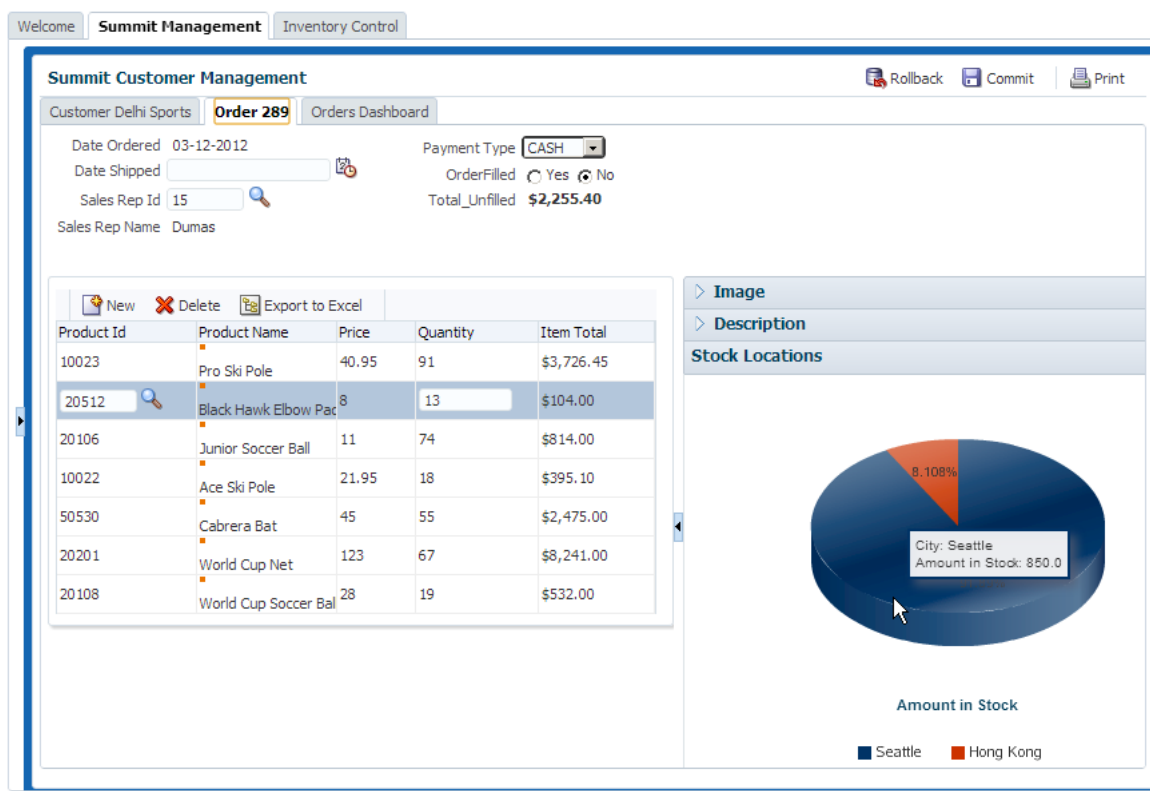 Welcome Summit Management Inventory Control
Summit Customer Management Rollback Commit Print
Customer Delhi Sports Order 289 Orders Dashboard
Date Ordered 03-12-2012 Payment Type CASH
Date Shipped OrderFilled Yes No
Sales Rep Id 15 Total_Unfilled $2,255.40
Sales Rep Name Dumas
New Delete Export to Excel
Product Id Product Name Price Quantity Item Total
10023 Pro Ski Pole 40.95 91 $3,726.45
20512 Black Hawk Elbow Pad 8 13 $104.00
20106 Junior Soccer Ball 11 74 $814.00
10022 Ace Ski Pole 21.95 18 $395.10
50530 Cabrera Bat 45 55 $2,475.00
20201 World Cup Net 123 67 $8,241.00
20108 World Cup Soccer Bal 28 19 $532.00
Image
Description
Stock Locations
8.108%
City: Seattle
Amount in Stock: 850.0
Amount in Stock
Seattle Hong Kong